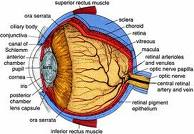 superior rectus muscle
ora serrata
ciliary body
conjunctiva
canal of
Schlemm
anterior
chamber
pupil
cornea
iris
posterior
chamber
lens capsule
ora serrata
inferior rectus muscle
sclera
choroid
retina
vitreous
macula
retinal arterioles
and venules
optic nerve papilla
optic nerve
central retinal
artery and vein
retinal pigment
epithelium